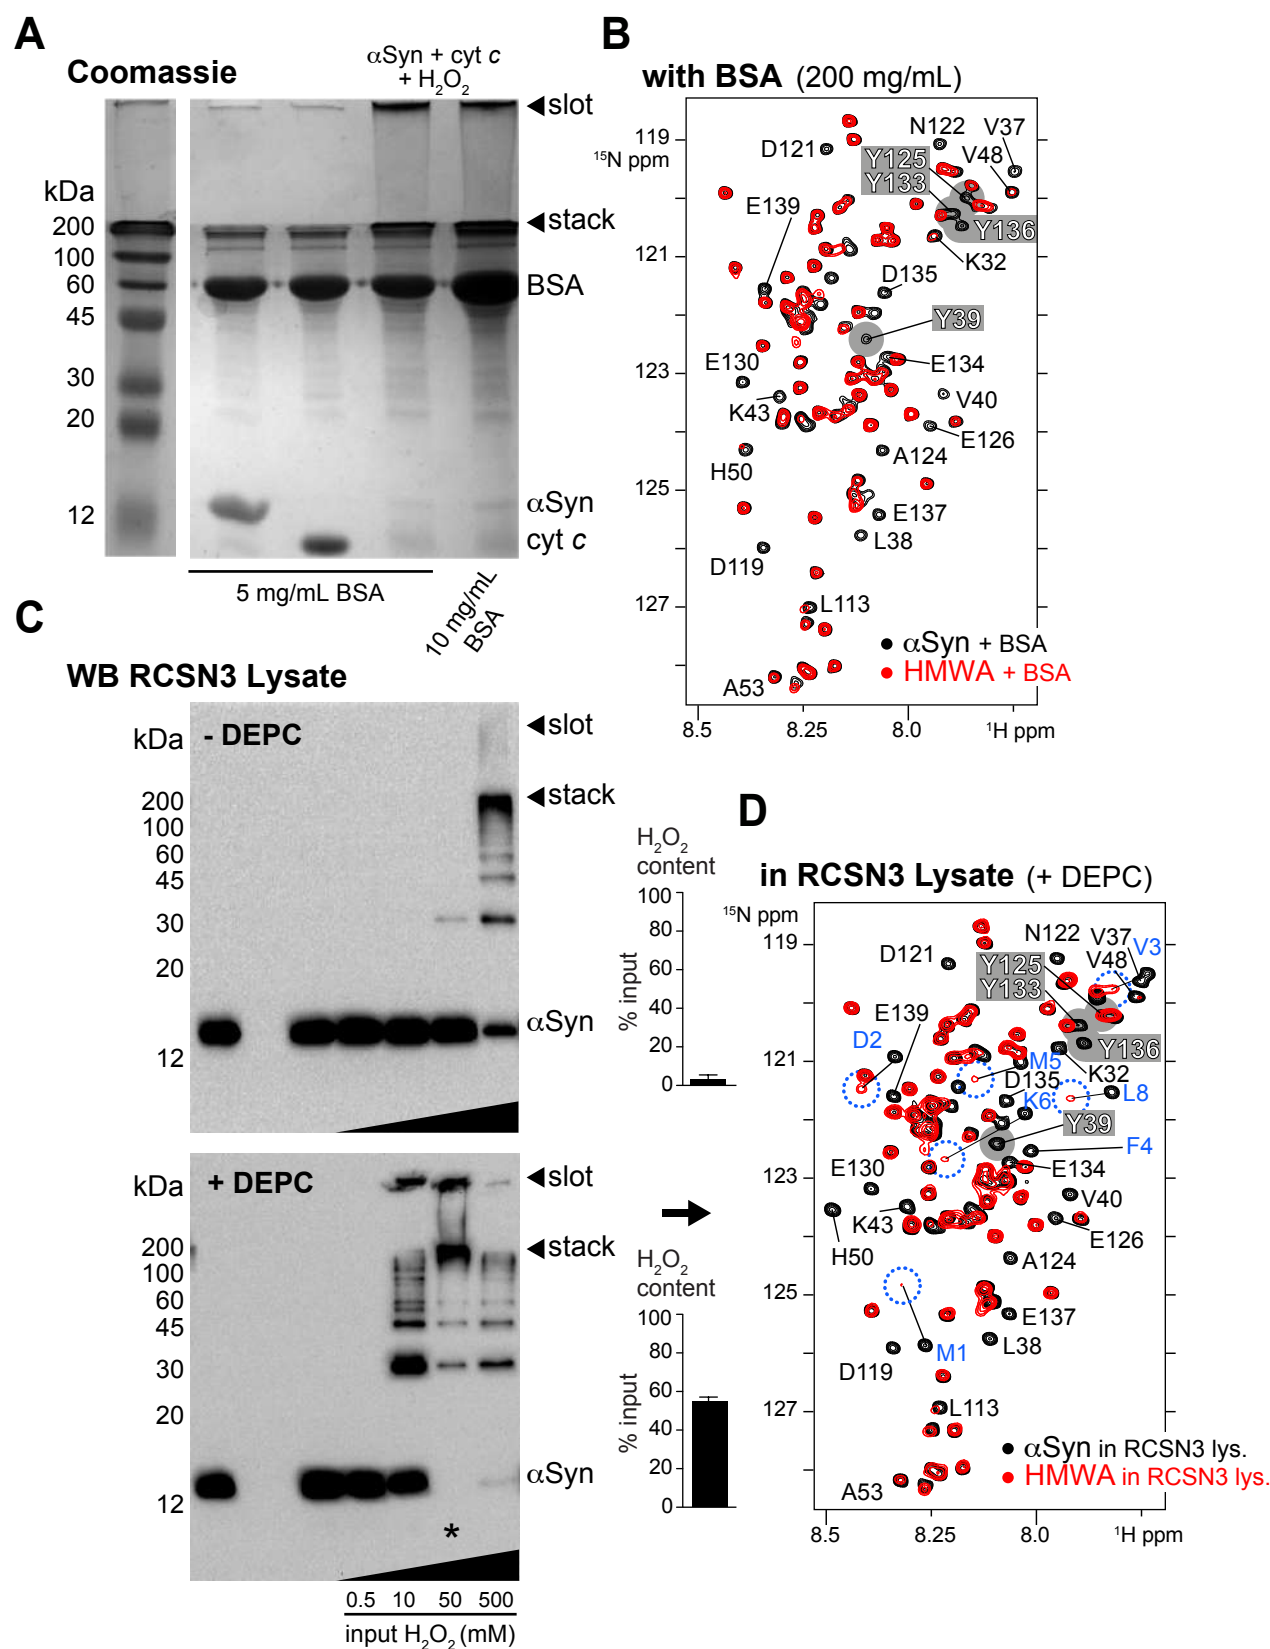 A
Coomassie
αSyn + cyt c
+ H2O2
slot
kDa
200
100
60
45
30
20
12
stack
BSA
αSyn
cyt c
5 mg/mL BSA
10 mg/mL
BSA
B
with BSA (200 mg/mL)
119
15N ppm
121
123
125
127
D121
N122
V37
V48
Y125
Y133
Y136
E139
K32
D135
Y39
E130
E134
K43
V40
E126
H50
A124
E137
L38
D119
L113
A53
αSyn + BSA
HMWA + BSA
8.5
8.25
8.0
1H ppm
C
WB RCSN3 Lysate
- DEPC
kDa
200
100
60
45
30
20
12
slot
stack
αSyn
H2O2
content
100
80
60
40
20
0
% input
+ DEPC
kDa
200
100
60
45
30
20
12
slot
stack
αSyn
*
0.5 10 50 500
input H2O2 (mM)
H2O2
content
100
80
60
40
20
0
% input
D
in RCSN3 Lysate (+ DEPC)
15N ppm
119
121
123
125
127
D121
N122
V37
V3
V48
Y125
Y133
Y136
E139
D2
M5
K32
D135
K6
L8
Y39
F4
E130
E134
K43
V40
H50
E126
A124
E137
M1
L38
D119
L113
A53
αSyn in RCSN3 lys.
HMWA in RCSN3 lys.
8.5
8.25
8.0
1H ppm